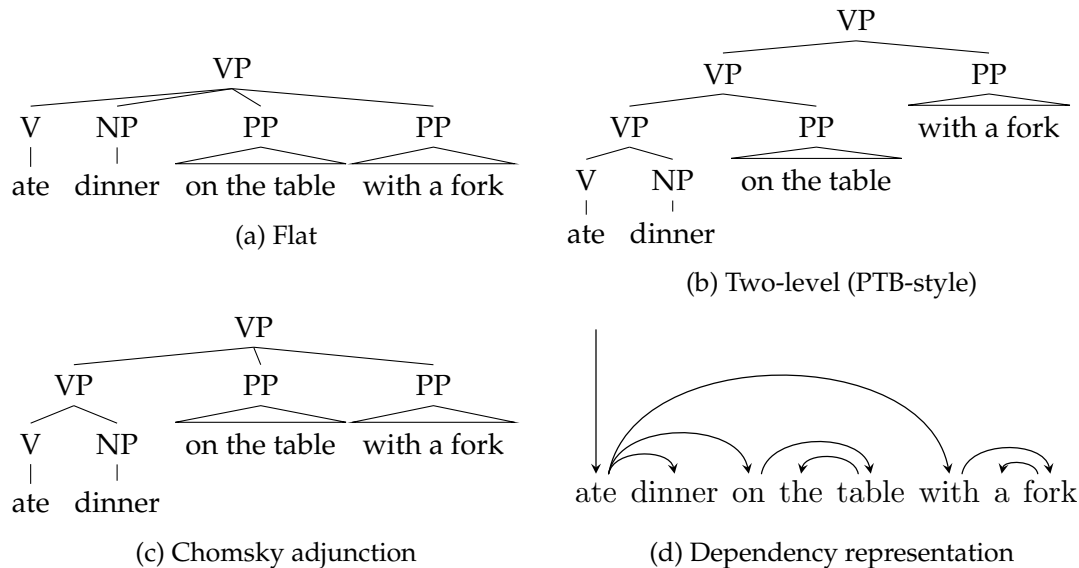 VP
V NP PP PP
ate dinner on the table with a fork
(a) Flat
VP
VP PP
VP PP with a fork
V NP on the table
ate dinner
(b) Two-level (PTB-style)
VP
VP PP PP
V NP on the table with a fork
ate dinner
(c) Chomsky adjunction
ate dinner on the table with a fork
(d) Dependency representation